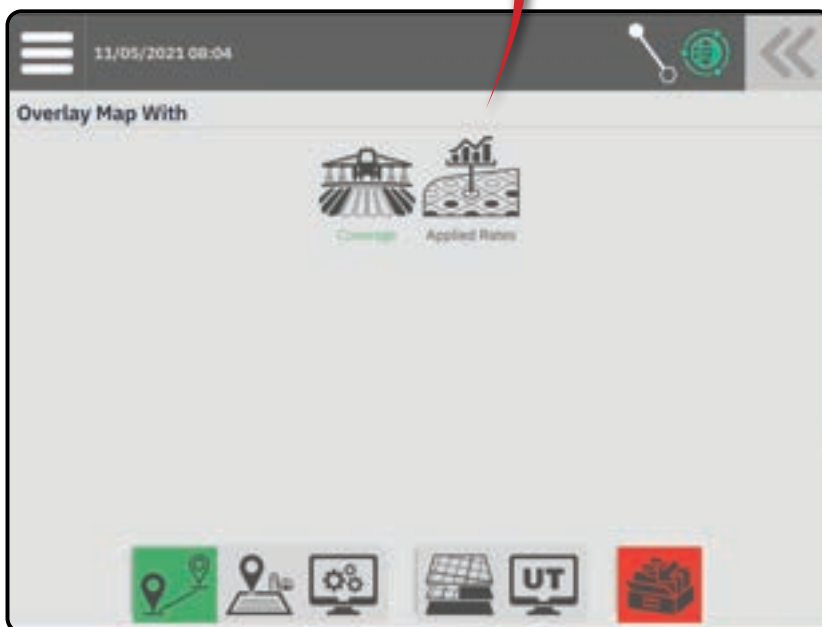 11/05/2021 08:04
Overlay Map With
Coverage
Applied Rates
UT